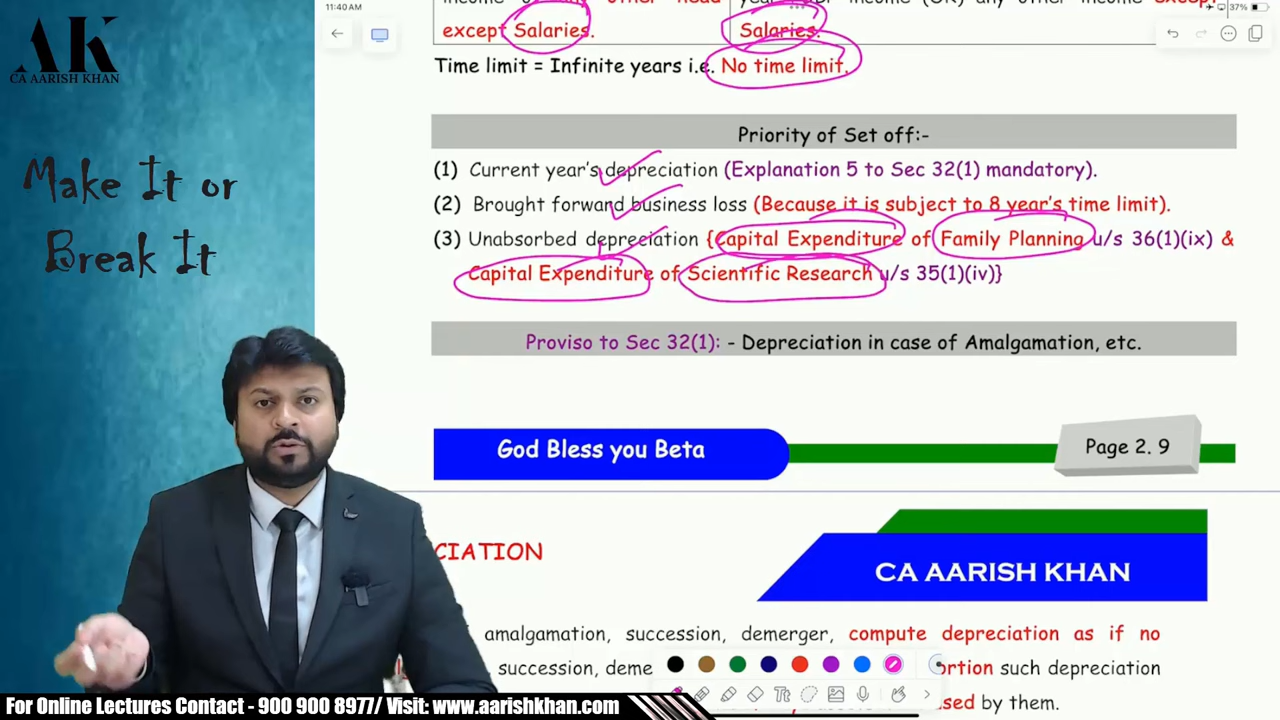 11:40 AM
37%
AK
CA AARISH KHAN
Make It or
Break It
except Salaries.
Salaries.
Time limit = Infinite years i.e. No time limit.
Priority of Set off:-
(1) Current year's depreciation (Explanation 5 to Sec 32(1) mandatory).
(2) Brought forward business loss (Because it is subject to 8 year's time limit).
(3) Unabsorbed depreciation {Capital Expenditure of Family Planning u/s 36(1)(ix) &
Capital Expenditure of Scientific Research u/s 35(1)(iv)}
Proviso to Sec 32(1): - Depreciation in case of Amalgamation, etc.
God Bless you Beta
Page 2. 9
CIATION
CA AARISH KHAN
amalgamation, succession, demerger, compute depreciation as if no
succession, deme rtion such depreciation
sed by them.
Tt
For Online Lectures Contact - 900 900 8977/ Visit: www.aarishkhan.com